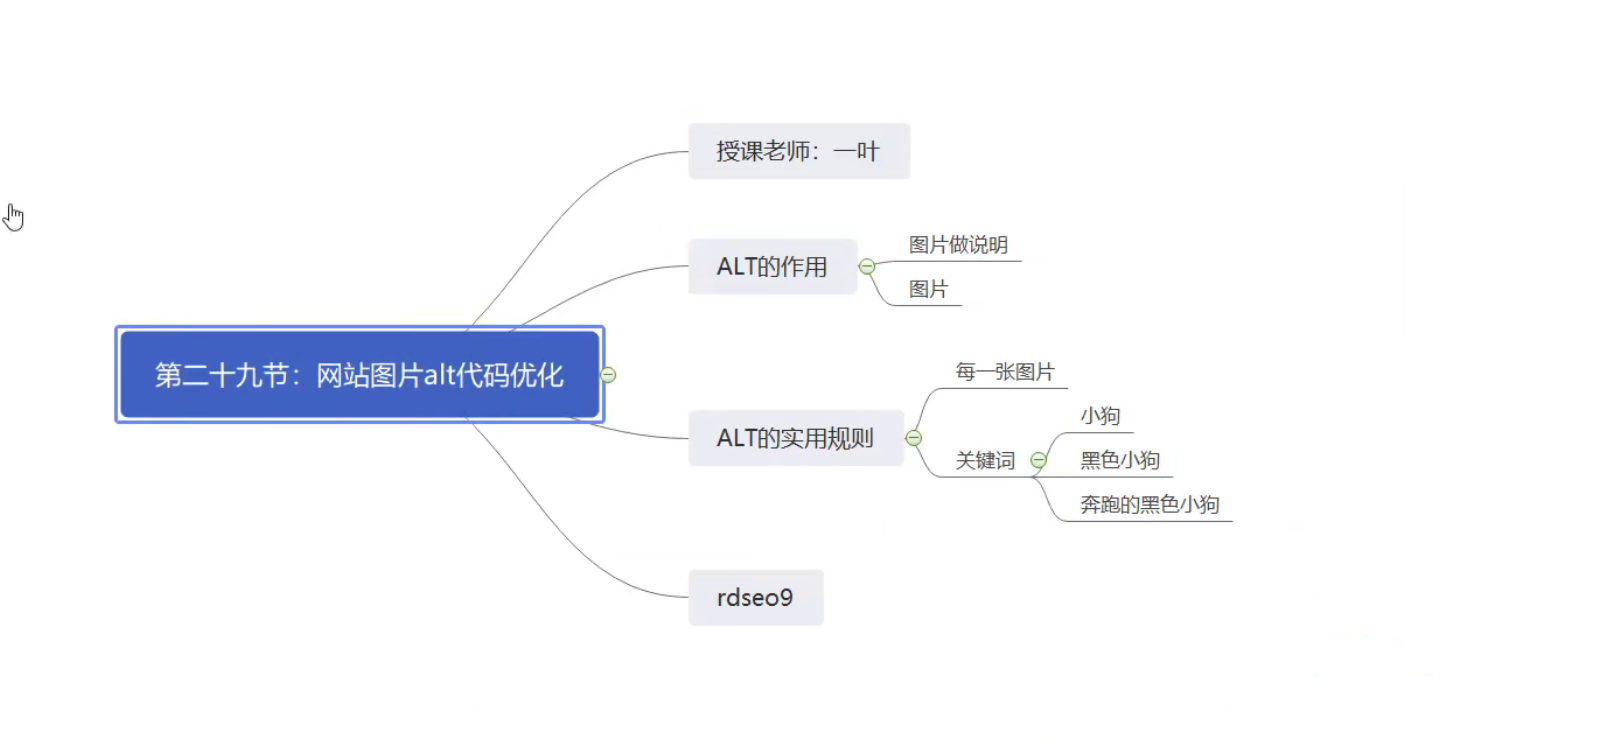 授课老师：一叶
ALT的作用
图片做说明
图片
第二十九节：网站图片alt代码优化
ALT的实用规则
每一张图片
关键词
小狗
黑色小狗
奔跑的黑色小狗
rdseo9